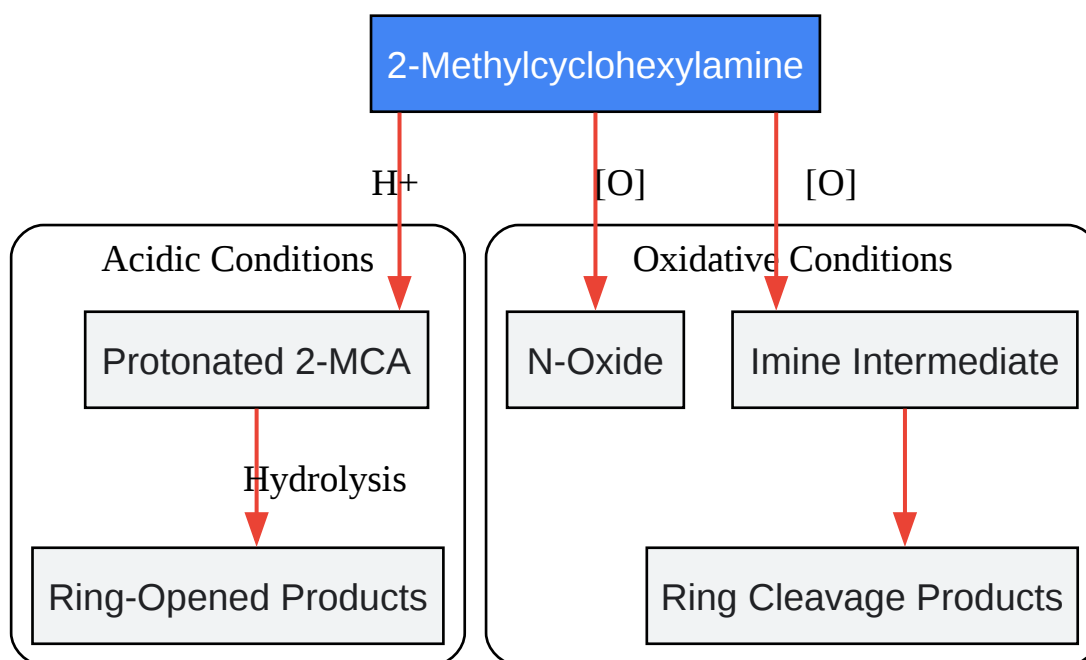 2-Methylcyclohexylamine
H+
[O]
[O]
Acidic Conditions
Oxidative Conditions
Protonated 2-MCA
N-Oxide
Imine Intermediate
Hydrolysis
Ring-Opened Products
Ring Cleavage Products